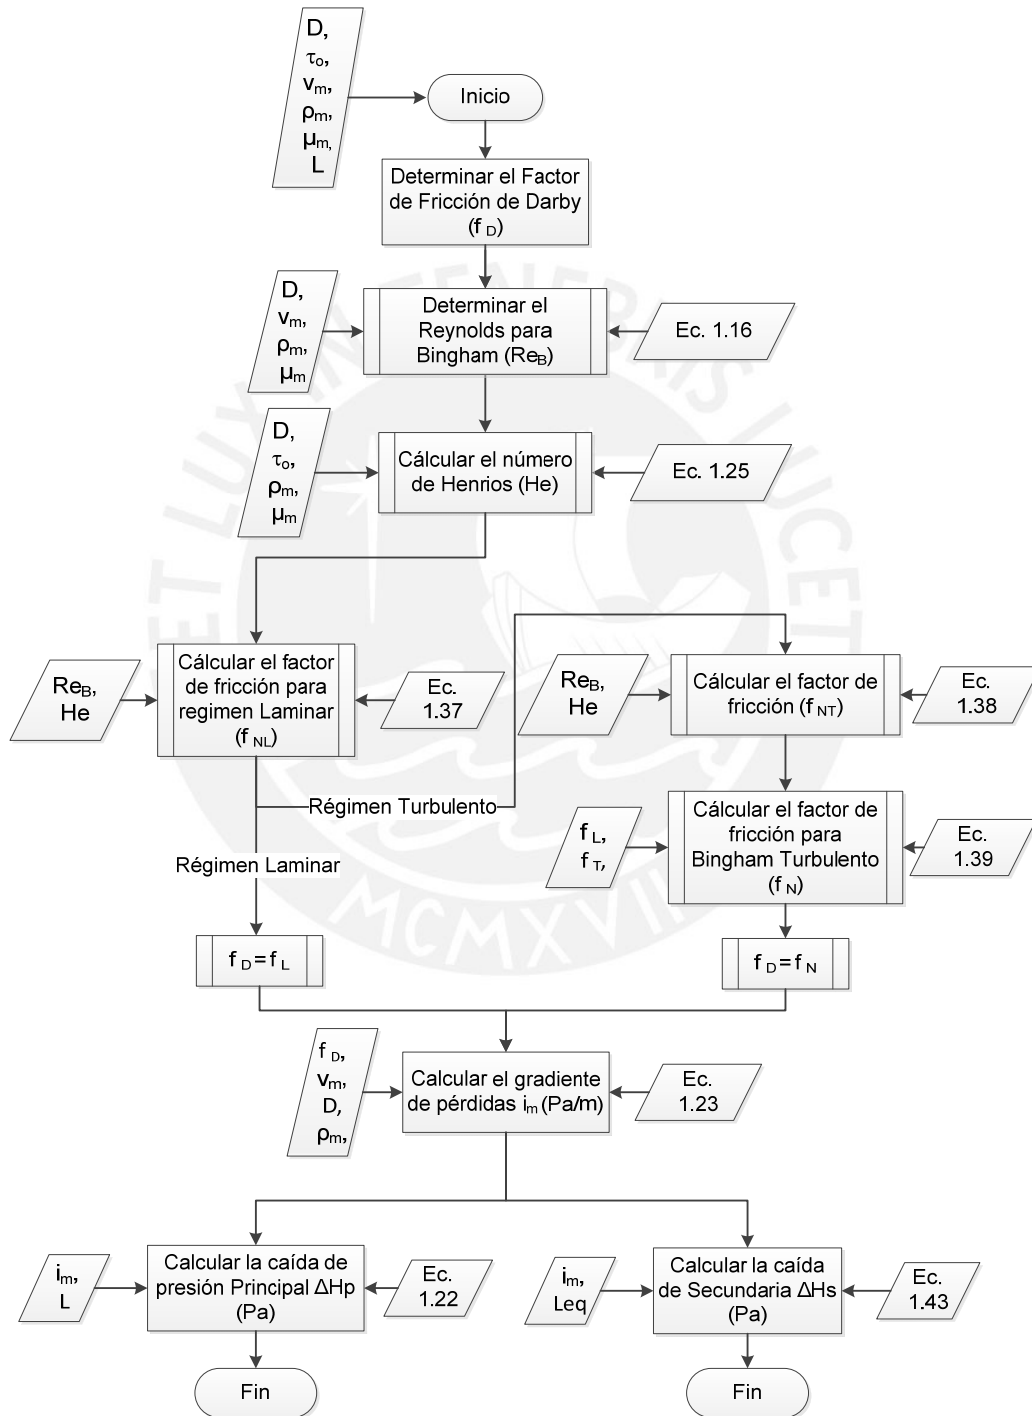 D,
τo,
vm,
ρm,
μm,
L
Inicio
Determinar el Factor
de Fricción de Darby
(f D)
D,
vm,
ρm,
μm
Determinar el
Reynolds para
Bingham (ReB)
Ec. 1.16
D,
τo,
ρm,
μm
Cálcular el número
de Henrios (He)
Ec. 1.25
ReB,
He
Cálcular el factor
de fricción para
regimen Laminar
(f NL)
Ec.
1.37
ReB,
He
Cálcular el factor de
fricción (f NT)
Ec.
1.38
Régimen Turbulento
Régimen Laminar
f L,
f T,
Cálcular el factor de
fricción para
Bingham Turbulento
(f N)
Ec.
1.39
f D=f L
f D=f N
f D,
vm,
D,
ρm,
Calcular el gradiente
de pérdidas im (Pa/m)
Ec.
1.23
im,
L
Calcular la caída de
presión Principal ΔHp
(Pa)
Ec.
1.22
im,
Leq
Calcular la caída
de Secundaria ΔHs
(Pa)
Ec.
1.43
Fin
Fin
ET LUX IN TENEBRIS LUCET
MCMXVII